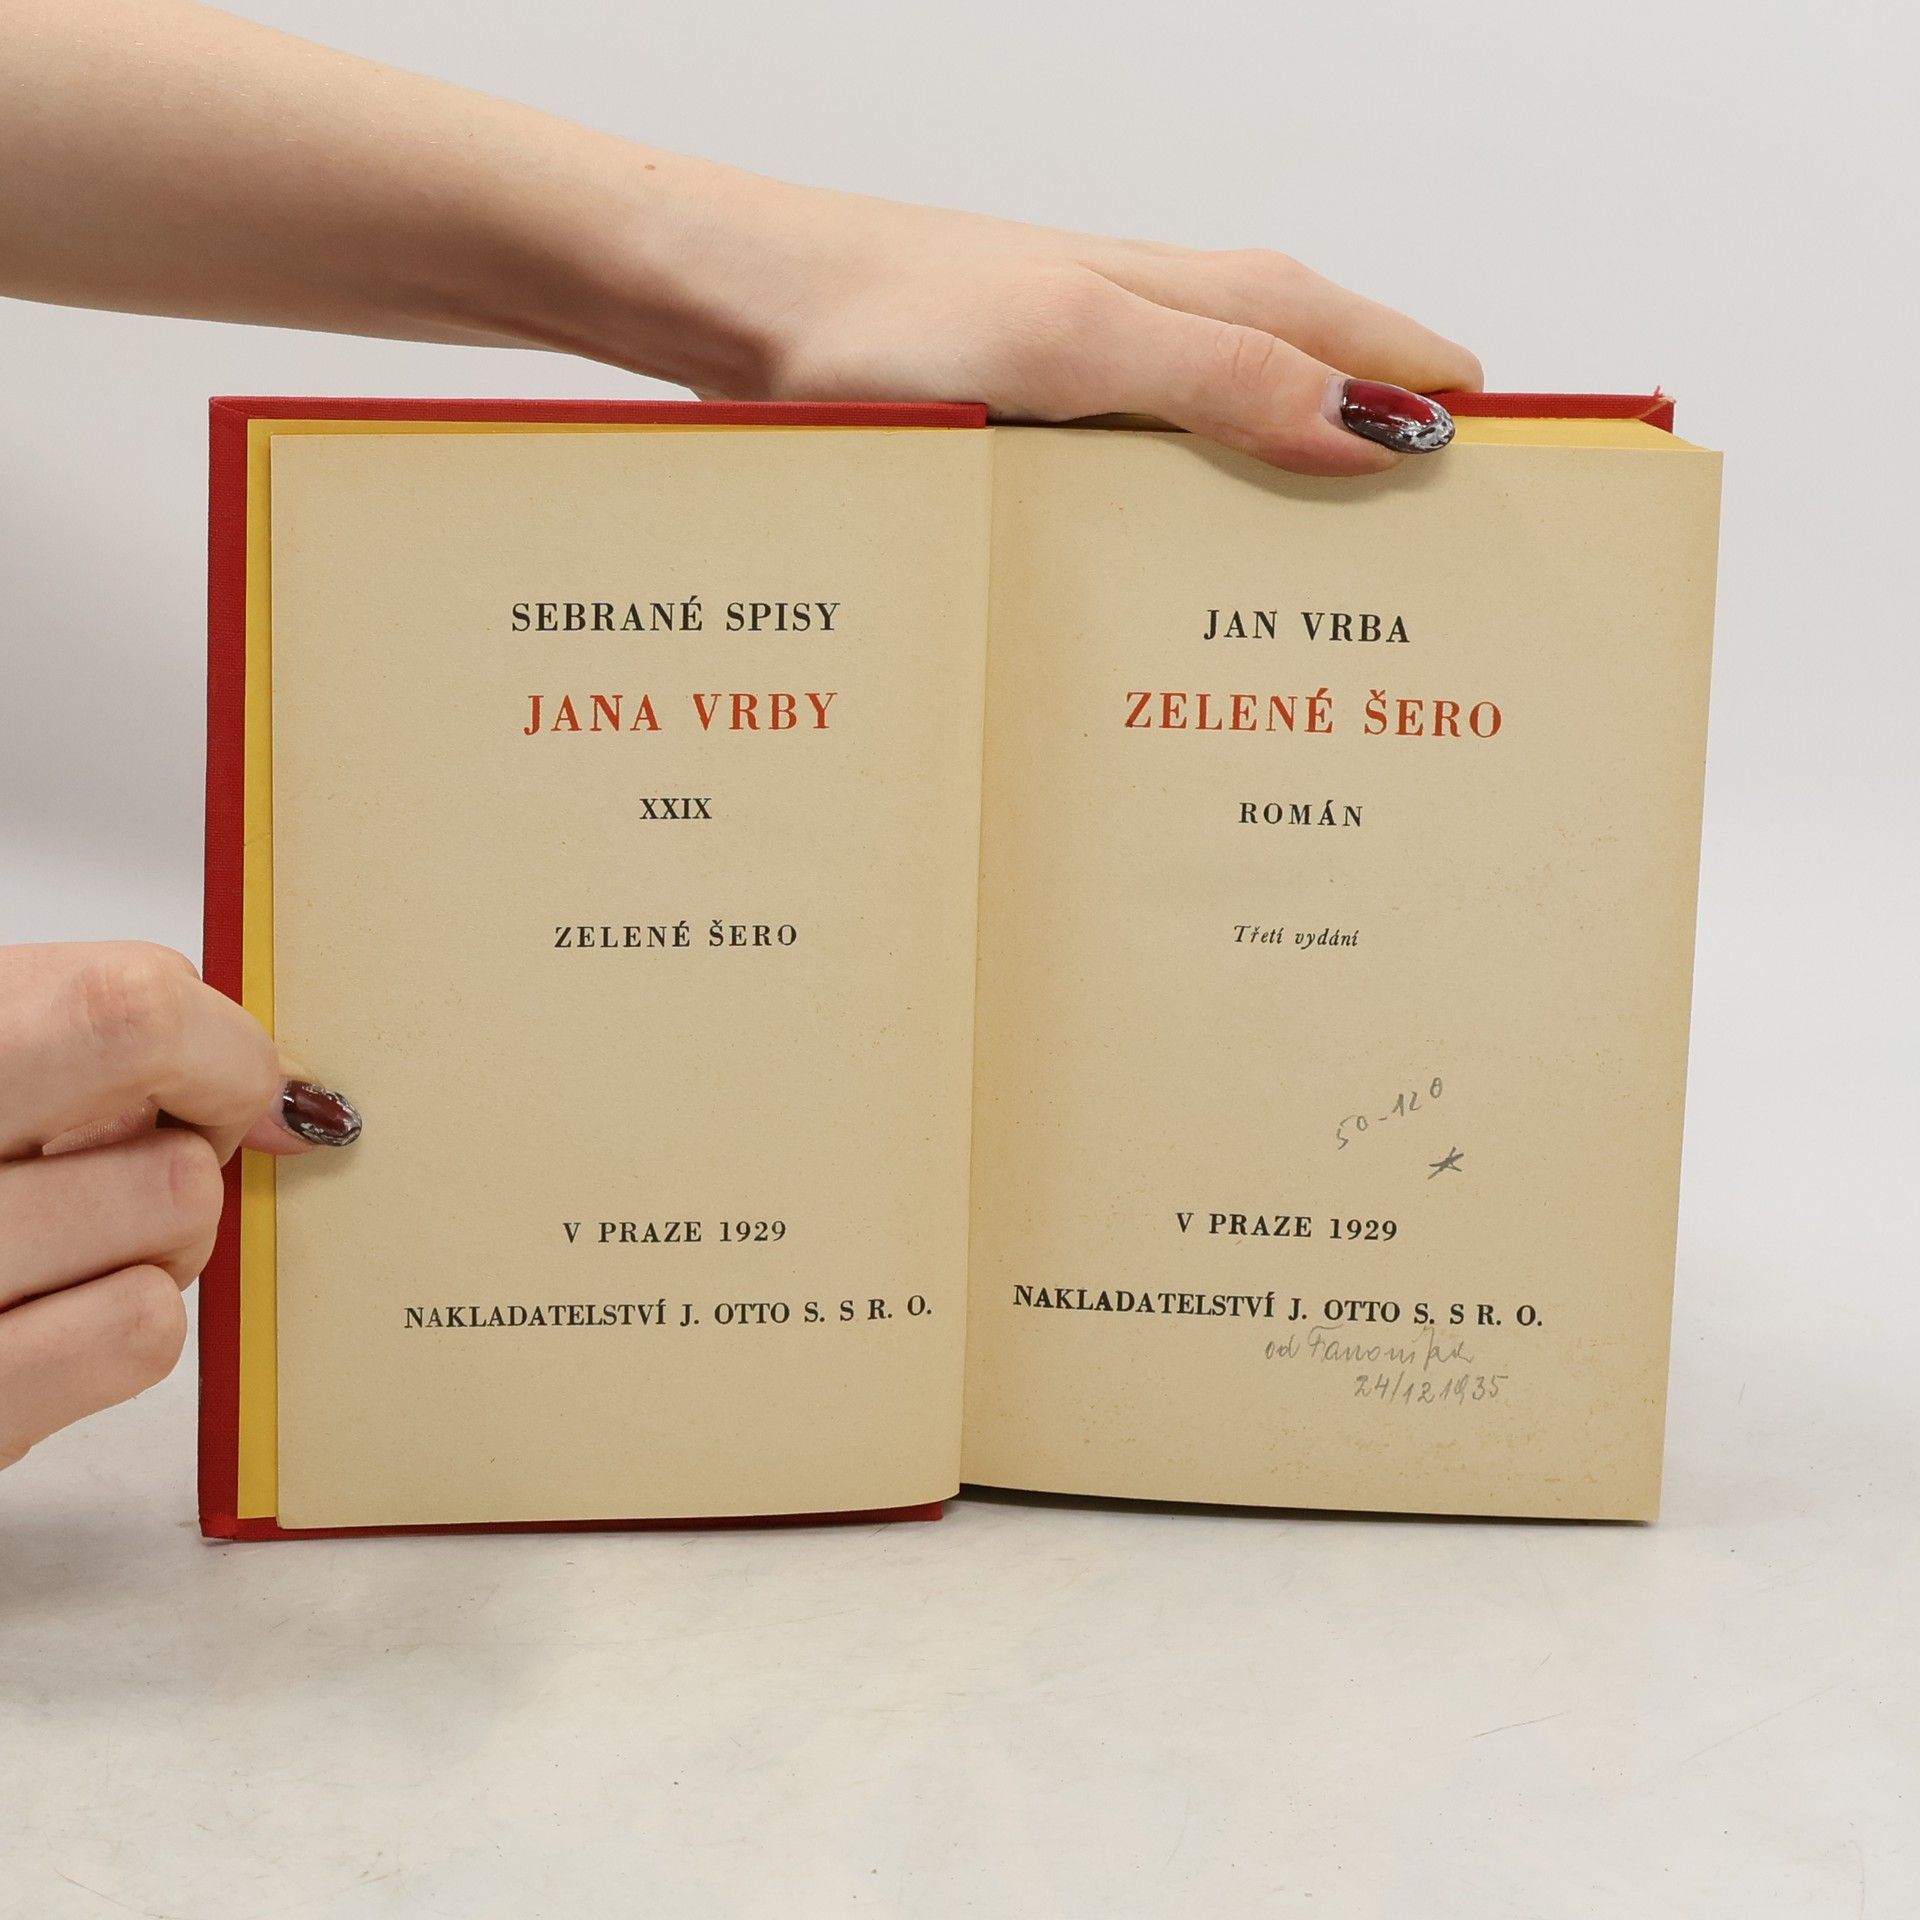 SEBRANÉ SPISY
JANA VRBY
XXIX
ZELENÉ ŠERO
V PRAZE 1929
NAKLADATELSTVÍ J. OTTO S. S R. O.
JAN VRBA
ZELENÉ ŠERO
ROMÁN
Třetí vydání
50-120
V PRAZE 1929
NAKLADATELSTVÍ J. OTTO S. S R. O.
od
24/12 1935